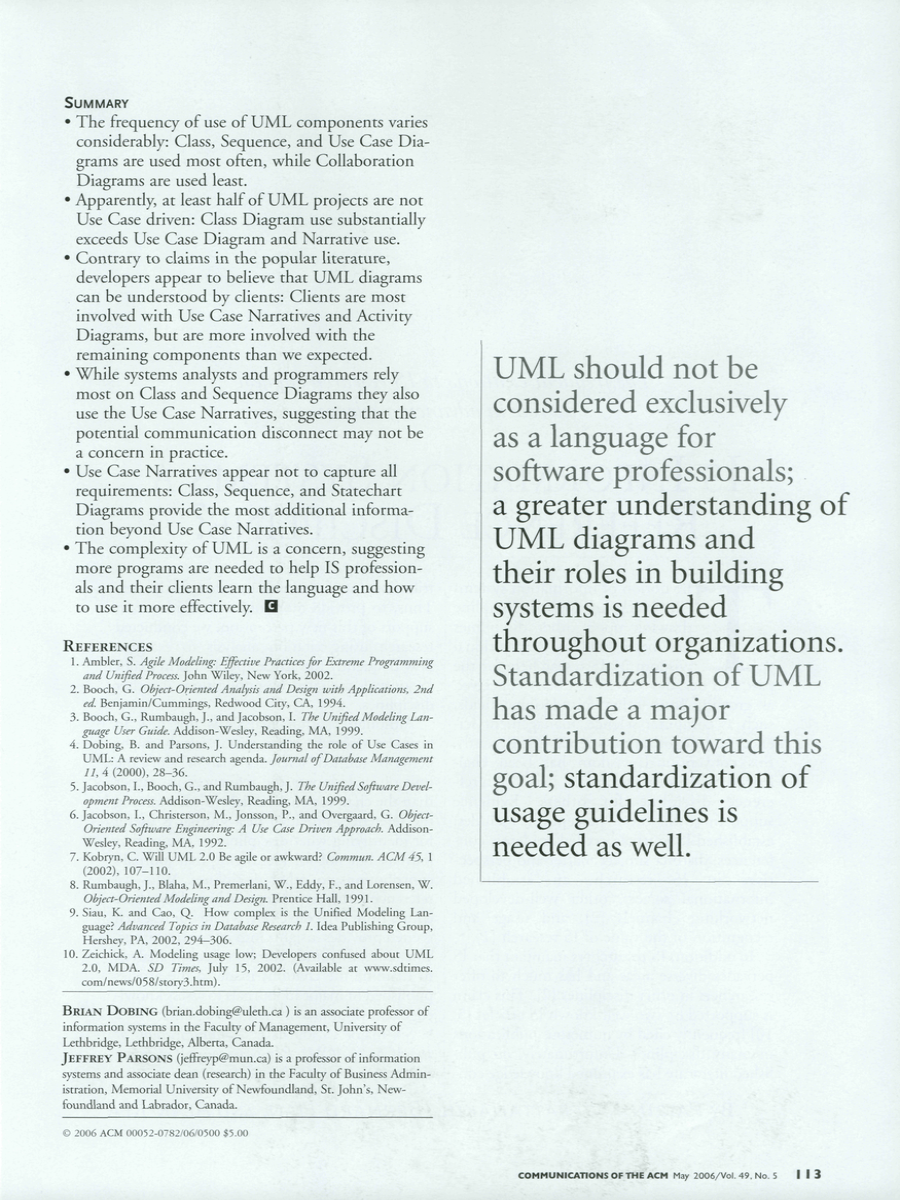 SUMMARY
• The frequency of use of UML components varies
considerably: Class, Sequence, and Use Case Dia-
grams are used most often, while Collaboration
Diagrams are used least.
• Apparently, at least half of UML projects are not
Use Case driven: Class Diagram use substantially
exceeds Use Case Diagram and Narrative use.
• Contrary to claims in the popular literature,
developers appear to believe that UML diagrams
can be understood by clients: Clients are most
involved with Use Case Narratives and Activity
Diagrams, but are more involved with the
remaining components than we expected.
• While systems analysts and programmers rely
most on Class and Sequence Diagrams they also
use the Use Case Narratives, suggesting that the
potential communication disconnect may not be
a concern in practice.
• Use Case Narratives appear not to capture all
requirements: Class, Sequence, and Statechart
Diagrams provide the most additional informa-
tion beyond Use Case Narratives.
• The complexity of UML is a concern, suggesting
more programs are needed to help IS profession-
als and their clients learn the language and how
to use it more effectively. C
REFERENCES
1. Ambler, S. Agile Modeling: Effective Practices for Extreme Programming
and Unified Process. John Wiley, New York, 2002.
2. Booch, G. Object-Oriented Analysis and Design with Applications, 2nd
ed. Benjamin/Cummings, Redwood City, CA, 1994.
3. Booch, G., Rumbaugh, J., and Jacobson, I. The Unified Modeling Lan-
guage User Guide. Addison-Wesley, Reading, MA, 1999.
4. Dobing, B. and Parsons, J. Understanding the role of Use Cases in
UML: A review and research agenda. Journal of Database Management
11, 4 (2000), 28–36.
5. Jacobson, I., Booch, G., and Rumbaugh, J. The Unified Software Devel-
opment Process. Addison-Wesley, Reading, MA, 1999.
6. Jacobson, I., Christerson, M., Jonsson, P., and Overgaard, G. Object-
Oriented Software Engineering: A Use Case Driven Approach. Addison-
Wesley, Reading, MA, 1992.
7. Kobryn, C. Will UML 2.0 Be agile or awkward? Commun. ACM 45, 1
(2002), 107–110.
8. Rumbaugh, J., Blaha, M., Premerlani, W., Eddy, F., and Lorensen, W.
Object-Oriented Modeling and Design. Prentice Hall, 1991.
9. Siau, K. and Cao, Q. How complex is the Unified Modeling Lan-
guage? Advanced Topics in Database Research 1. Idea Publishing Group,
Hershey, PA, 2002, 294–306.
10. Zeichick, A. Modeling usage low; Developers confused about UML
2.0, MDA. SD Times, July 15, 2002. (Available at www.sdtimes.
com/news/058/story3.htm).
BRIAN DOBING (brian.dobing@uleth.ca ) is an associate professor of
information systems in the Faculty of Management, University of
Lethbridge, Lethbridge, Alberta, Canada.
JEFFREY PARSONS (jeffreyp@mun.ca) is a professor of information
systems and associate dean (research) in the Faculty of Business Admin-
istration, Memorial University of Newfoundland, St. John's, New-
foundland and Labrador, Canada.
© 2006 ACM 00052-0782/06/0500 $5.00
UML should not be
considered exclusively
as a language for
software professionals;
a greater understanding of
UML diagrams and
their roles in building
systems is needed
throughout organizations.
Standardization of UML
has made a major
contribution toward this
goal; standardization of
usage guidelines is
needed as well.
COMMUNICATIONS OF THE ACM May 2006/Vol. 49, No. 5 113